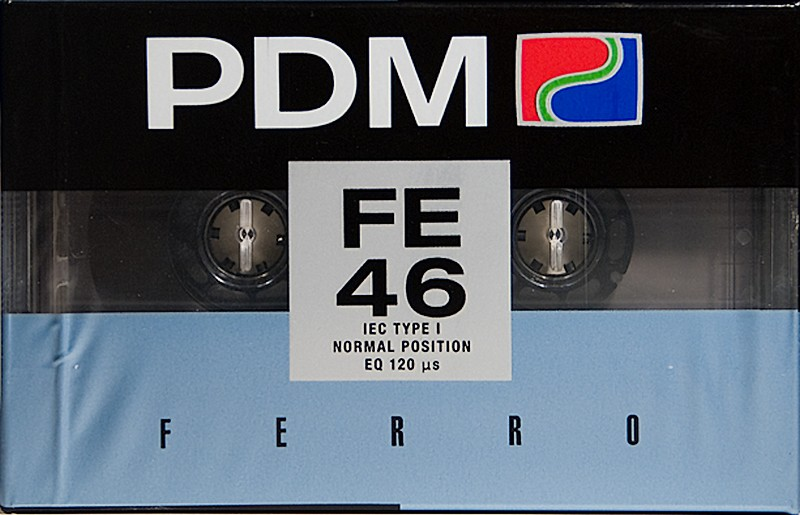 PDM
FE
46
IEC TYPE I
NORMAL POSITION
EQ 120 µs
FERRO